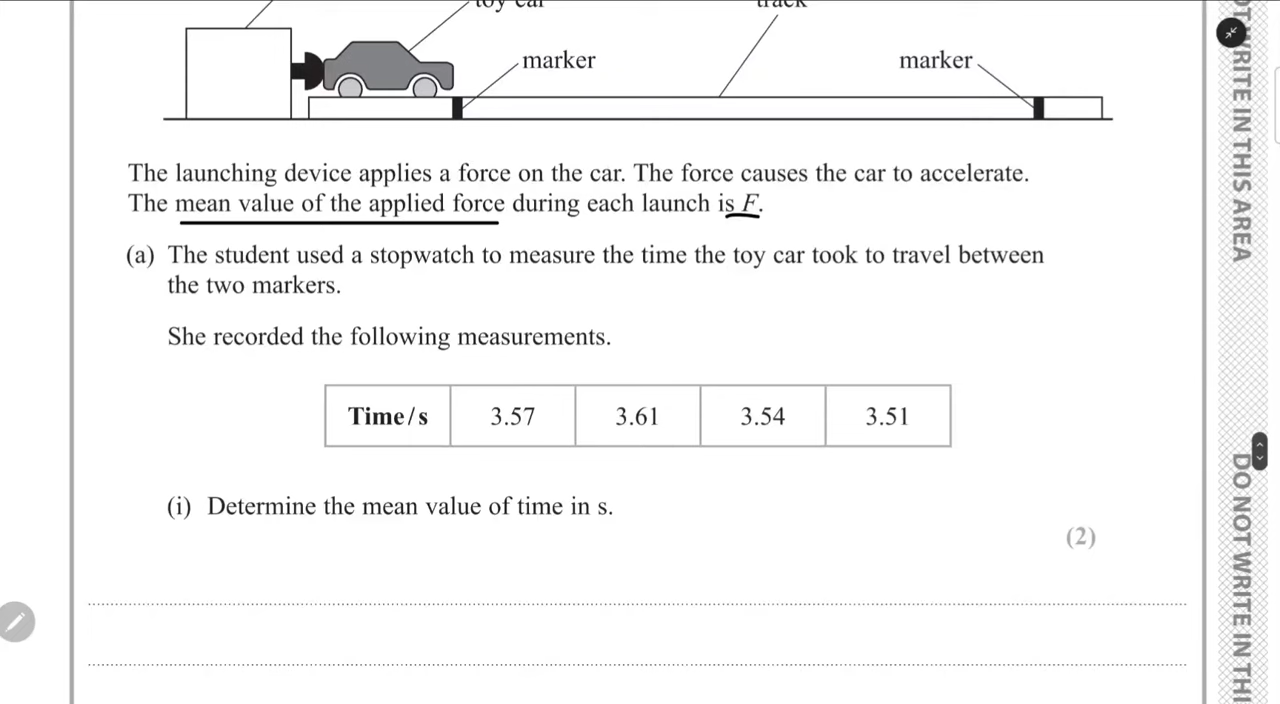 toy car
track
marker
marker
The launching device applies a force on the car. The force causes the car to accelerate.
The mean value of the applied force during each launch is F.
(a) The student used a stopwatch to measure the time the toy car took to travel between
the two markers.
She recorded the following measurements.
Time/s 3.57 3.61 3.54 3.51
(i) Determine the mean value of time in s.
(2)
WRITE IN THIS AREA
DO NOT WRITE IN THI